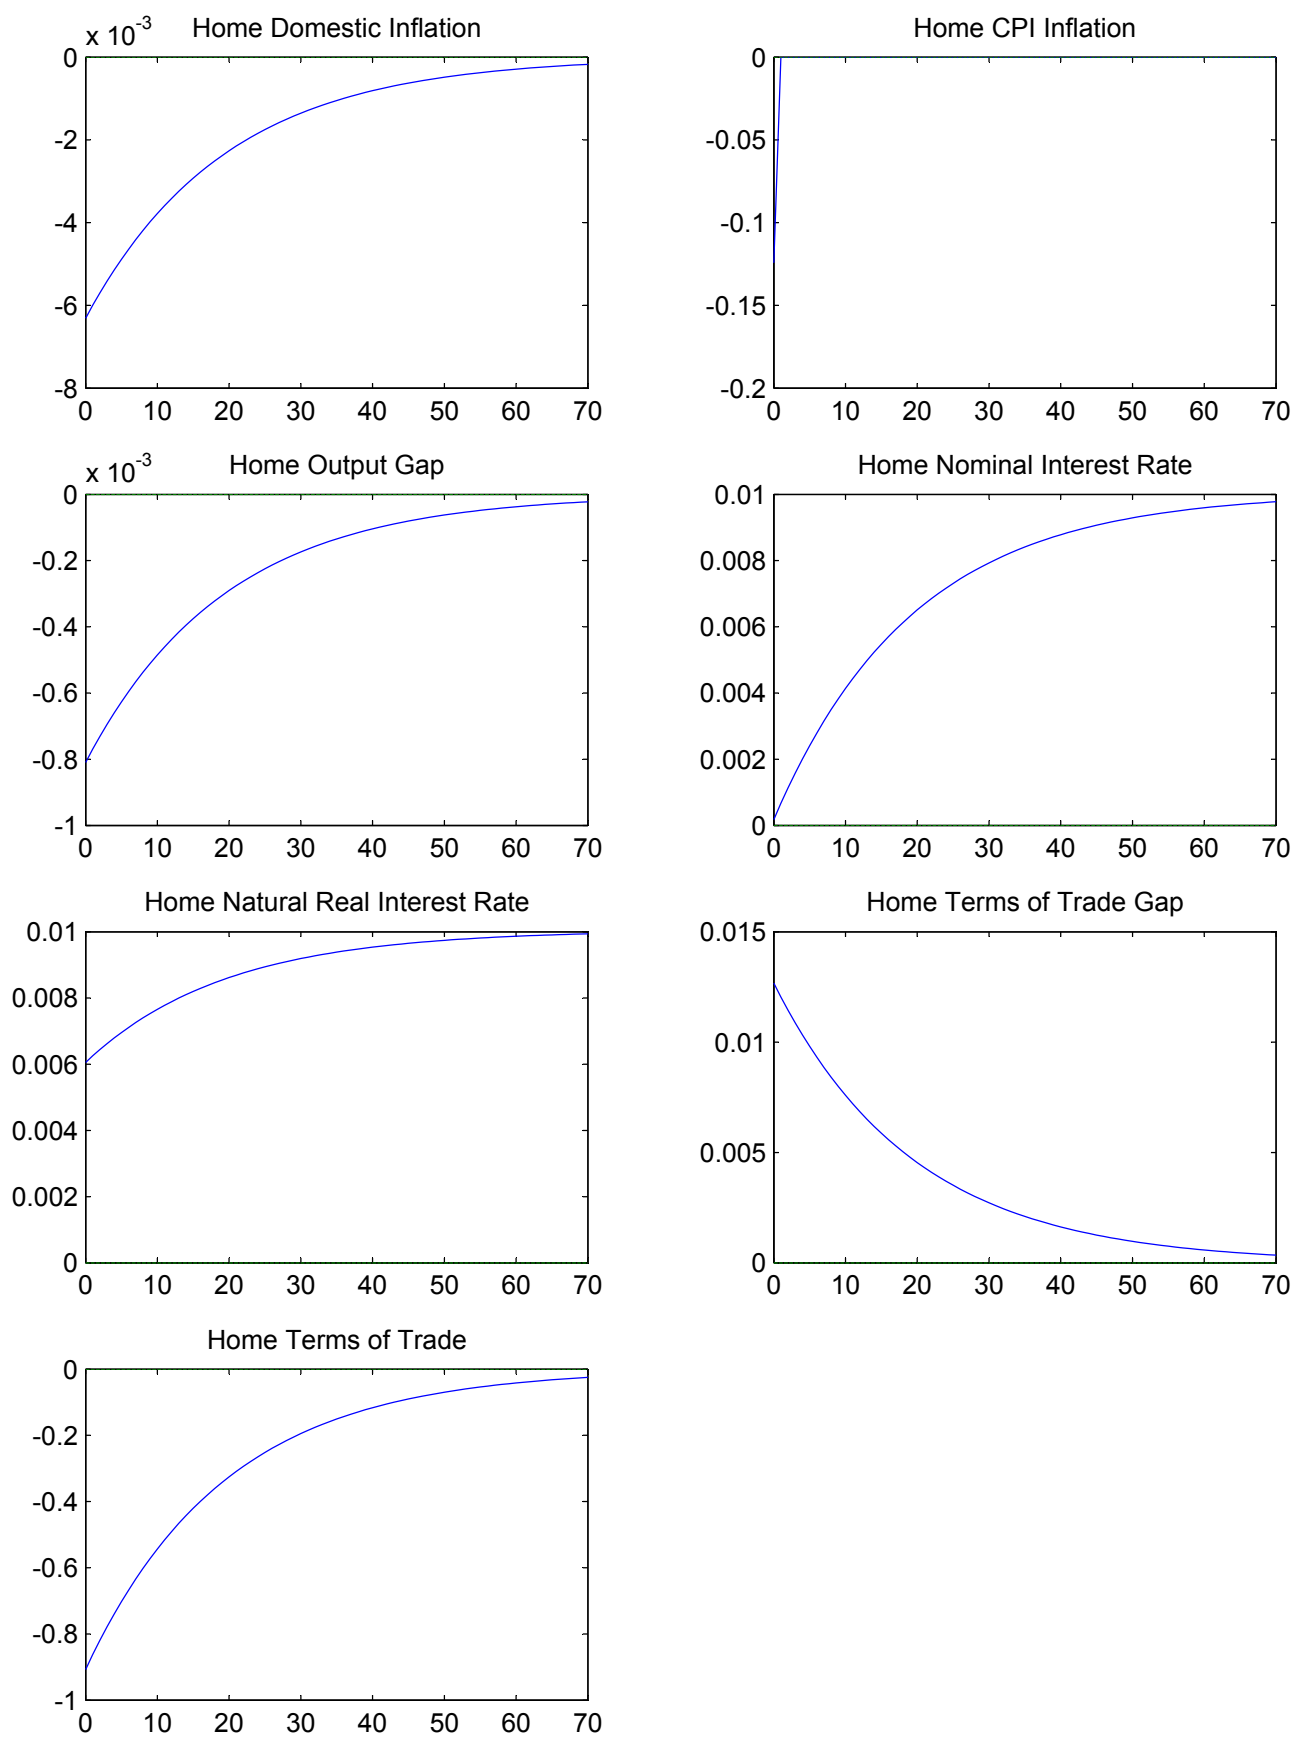 x 10-3 Home Domestic Inflation
0
-2
-4
-6
-8
0 10 20 30 40 50 60 70
Home CPI Inflation
0
-0.05
-0.1
-0.15
-0.2
0 10 20 30 40 50 60 70
x 10-3 Home Output Gap
0
-0.2
-0.4
-0.6
-0.8
-1
0 10 20 30 40 50 60 70
Home Nominal Interest Rate
0.01
0.008
0.006
0.004
0.002
0
0 10 20 30 40 50 60 70
Home Natural Real Interest Rate
0.01
0.008
0.006
0.004
0.002
0
0 10 20 30 40 50 60 70
Home Terms of Trade Gap
0.015
0.01
0.005
0
0 10 20 30 40 50 60 70
Home Terms of Trade
0
-0.2
-0.4
-0.6
-0.8
-1
0 10 20 30 40 50 60 70